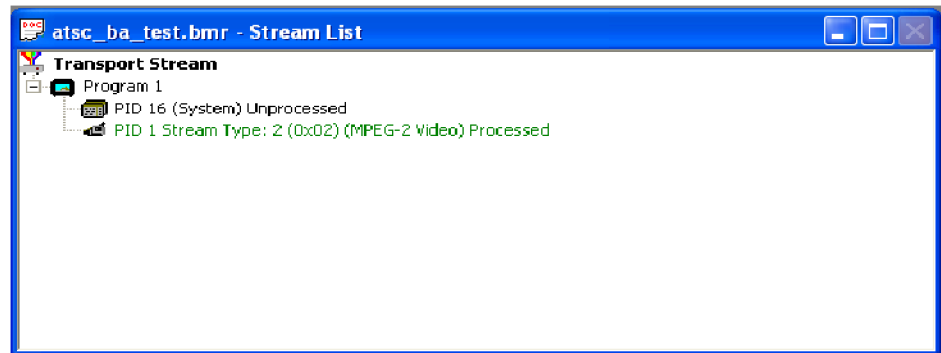 atsc_ba_test.bmr - Stream List
Transport Stream
Program 1
PID 16 (System) Unprocessed
PID 1 Stream Type: 2 (0x02) (MPEG-2 Video) Processed